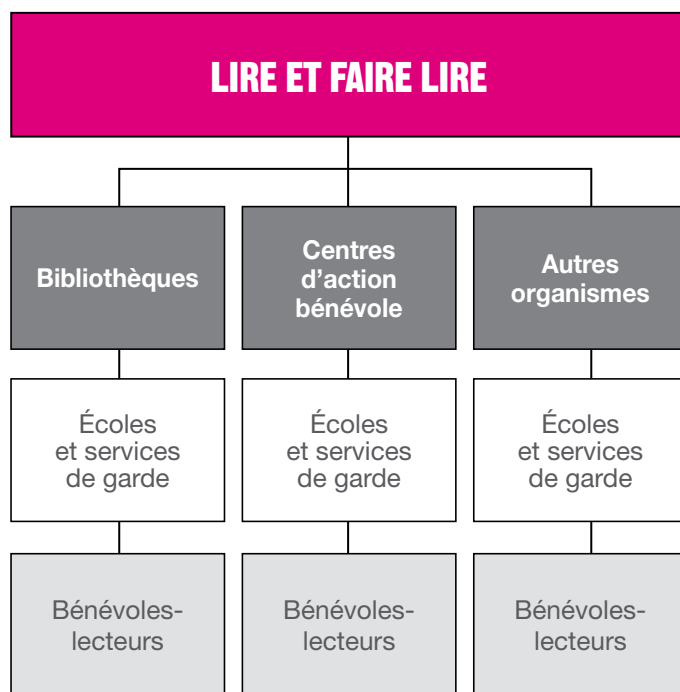 LIRE ET FAIRE LIRE
Bibliothèques
Centres
d’action
bénévole
Autres
organismes
Écoles
et services
de garde
Écoles
et services
de garde
Écoles
et services
de garde
Bénévoles-
lecteurs
Bénévoles-
lecteurs
Bénévoles-
lecteurs